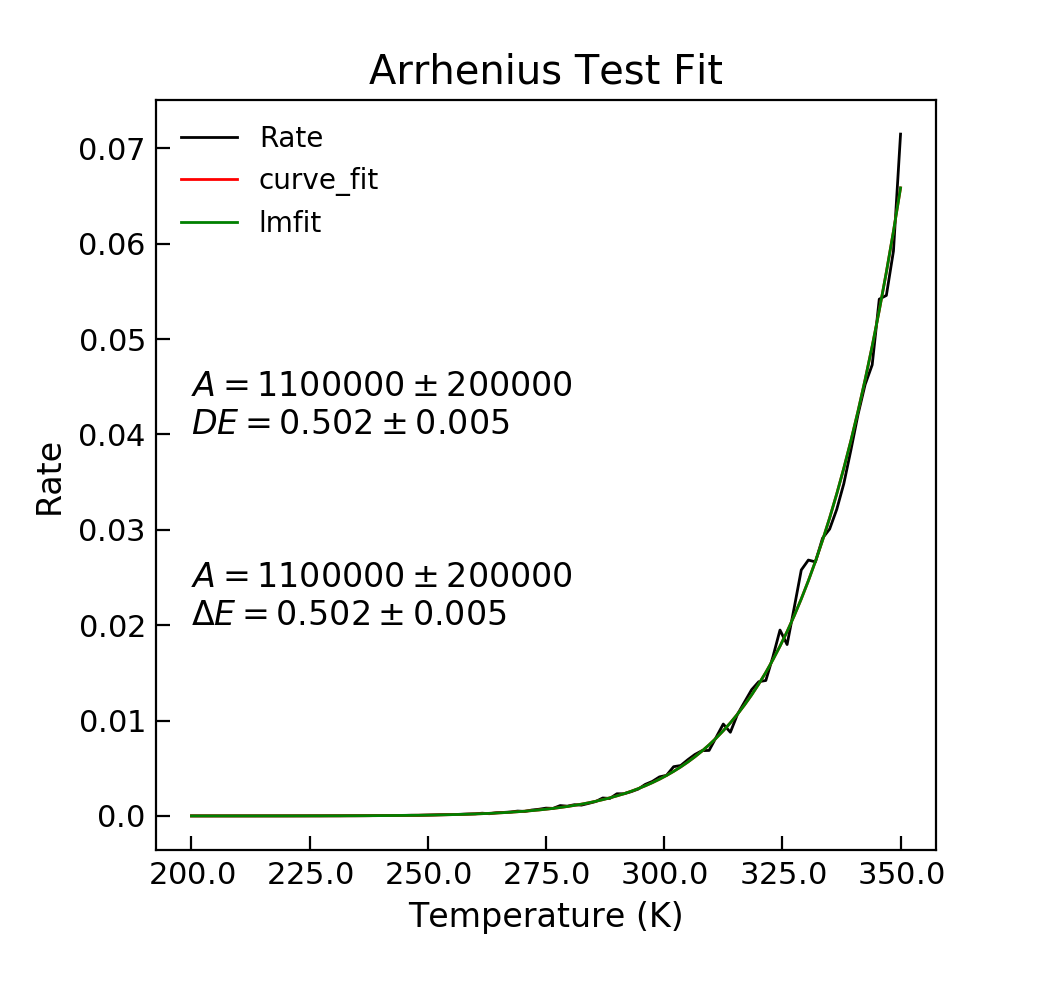 Arrhenius Test Fit
Rate
curve_fit
lmfit
0.07
0.06
0.05
0.04
0.03
0.02
0.01
0.0
Rate
A = 1100000 ± 200000
DE = 0.502 ± 0.005
A = 1100000 ± 200000
ΔE = 0.502 ± 0.005
200.0 225.0 250.0 275.0 300.0 325.0 350.0
Temperature (K)